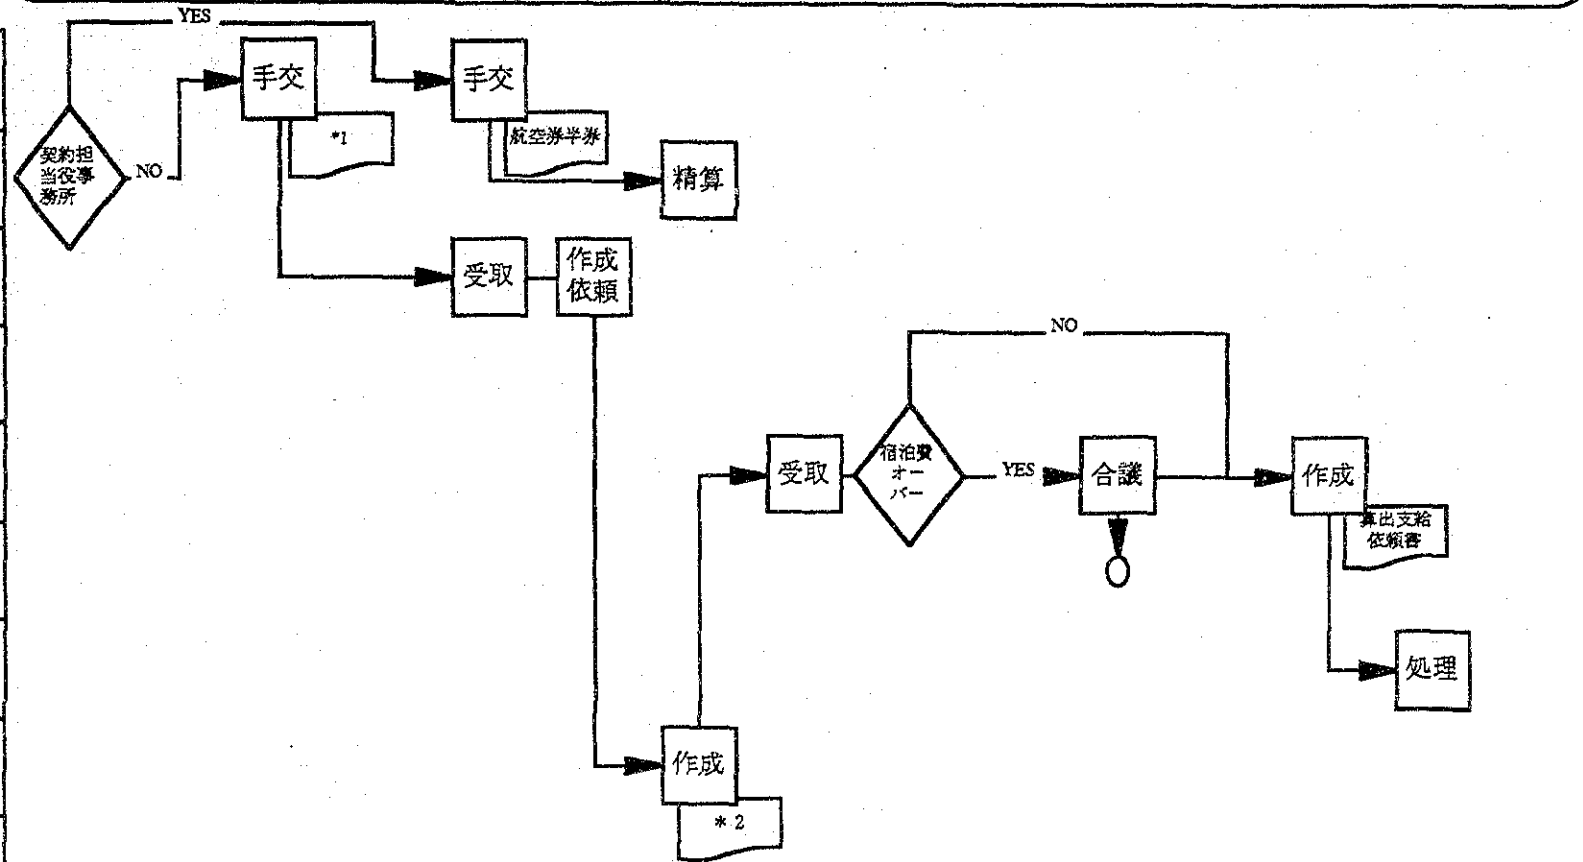 YES
手交
手交
*1
航空券半券
契約担
当役事
務所
NO
精算
受取
作成
依頼
NO
受取
宿泊費
オー
バー
YES
合議
作成
算出支給
依頼書
処理
作成
* 2